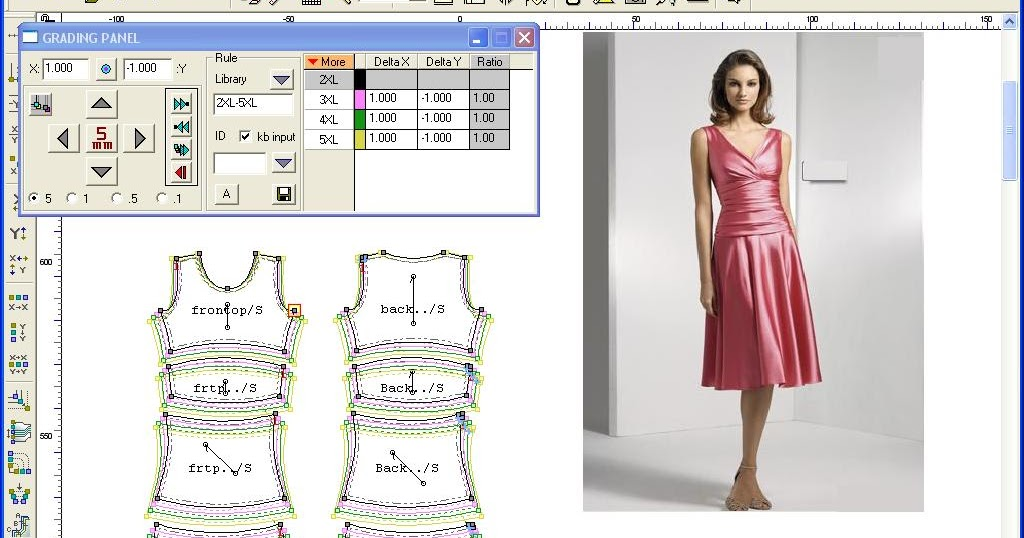 -100 -50 0 50 100 150
GRADING PANEL
X: 1.000 -1.000 :Y
5 mm
5 1 .5 .1
Rule
Library
2XL-5XL
ID kb input
A
More Delta X Delta Y Ratio
2XL
3XL 1.000 -1.000 1.00
4XL 1.000 -1.000 1.00
5XL 1.000 -1.000 1.00
600
550
frontop/S
back../S
frtp../S
Back../S
frtp../S
Back../S